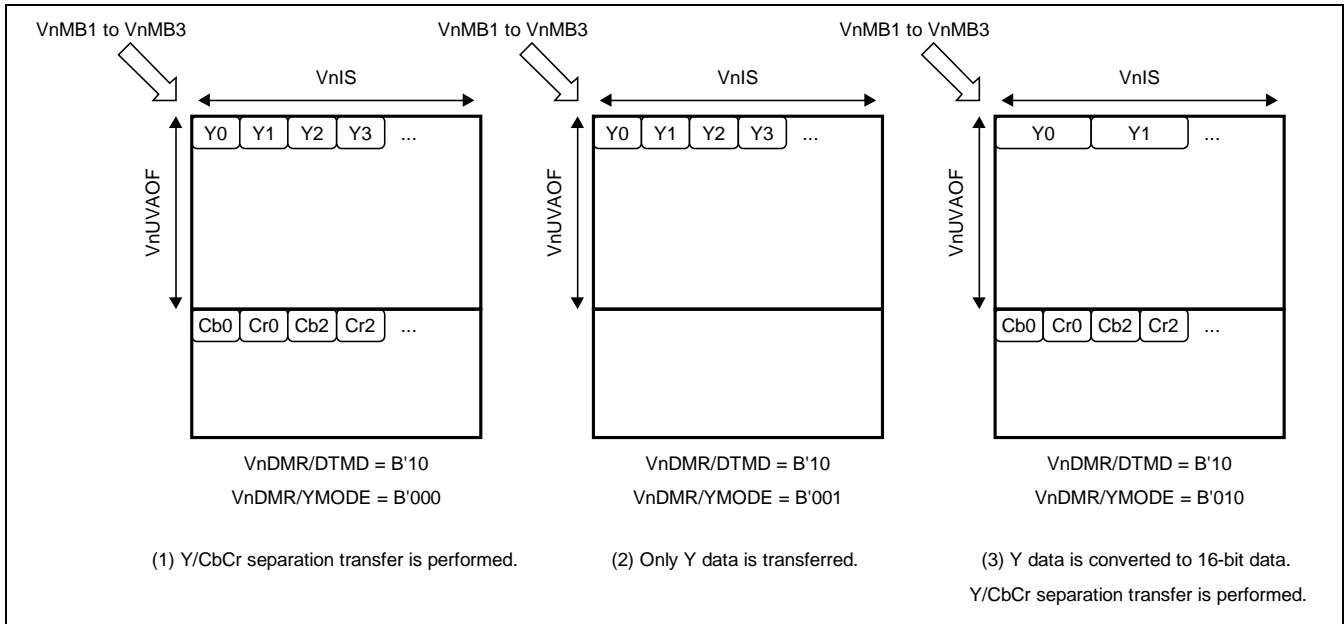 VnMB1 to VnMB3
VnIS
VnUVAOF
Y0 Y1 Y2 Y3 ...
Cb0 Cr0 Cb2 Cr2 ...
VnDMR/DTMD = B'10
VnDMR/YMODE = B'000
(1) Y/CbCr separation transfer is performed.
VnMB1 to VnMB3
VnIS
VnUVAOF
Y0 Y1 Y2 Y3 ...
VnDMR/DTMD = B'10
VnDMR/YMODE = B'001
(2) Only Y data is transferred.
VnMB1 to VnMB3
VnIS
VnUVAOF
Y0 Y1 ...
Cb0 Cr0 Cb2 Cr2 ...
VnDMR/DTMD = B'10
VnDMR/YMODE = B'010
(3) Y data is converted to 16-bit data.
Y/CbCr separation transfer is performed.